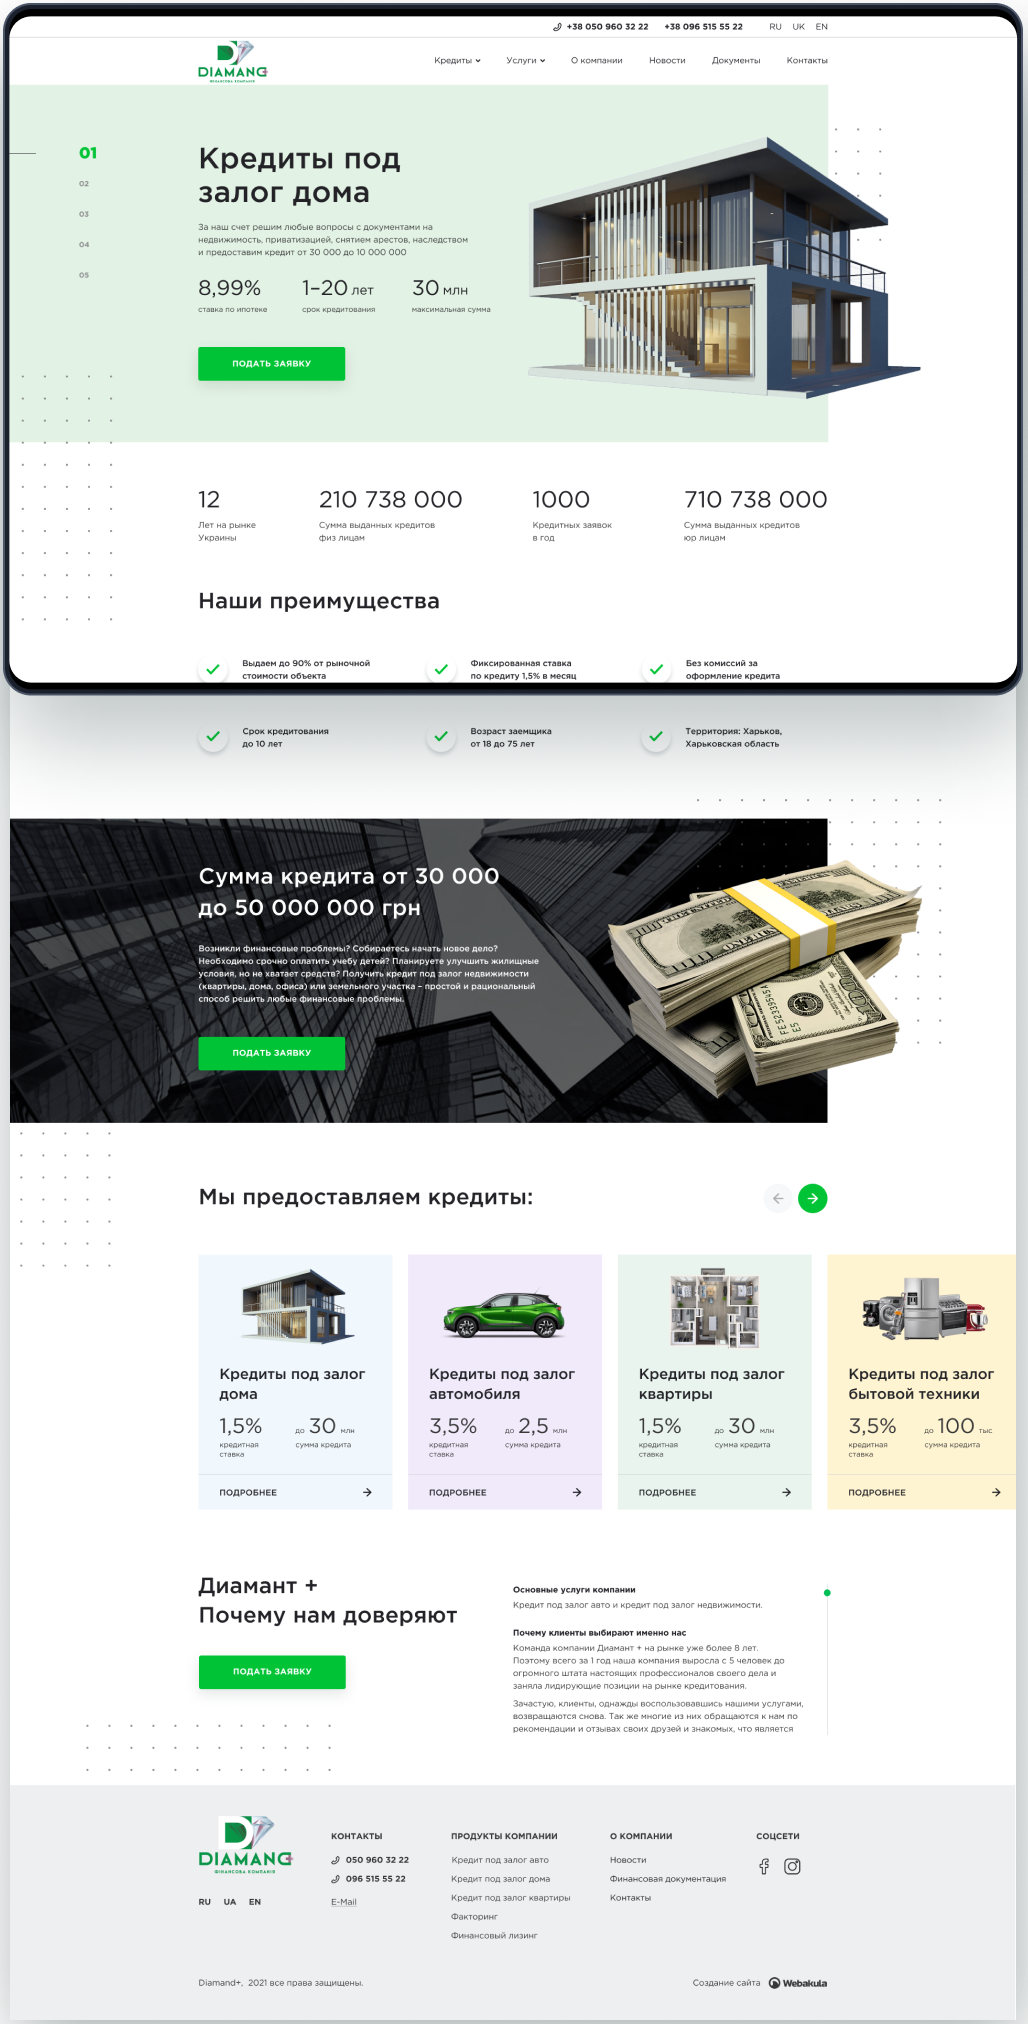 +38 050 960 32 22 +38 096 515 55 22 RU UK EN
DIAMAND
ФІНАНСОВА КОМПАНІЯ
Кредиты Услуги О компании Новости Документы Контакты
01
02
03
04
05
Кредиты под
залог дома
За наш счет решим любые вопросы с документами на
недвижимость, приватизацией, снятием арестов, наследством
и предоставим кредит от 30 000 до 10 000 000
8,99% 1–20 лет 30 млн
ставка по ипотеке срок кредитования максимальная сумма
ПОДАТЬ ЗАЯВКУ
12 210 738 000 1000 710 738 000
Лет на рынке Сумма выданных кредитов Кредитных заявок Сумма выданных кредитов
Украины физ лицам в год юр лицам
Наши преимущества
Выдаем до 90% от рыночной Фиксированная ставка Без комиссий за
стоимости объекта по кредиту 1,5% в месяц оформление кредита
Срок кредитования Возраст заемщика Территория: Харьков,
до 10 лет от 18 до 75 лет Харьковская область
Сумма кредита от 30 000
до 50 000 000 грн
Возникли финансовые проблемы? Собираетесь начать новое дело?
Необходимо срочно оплатить учебу детей? Планируете улучшить жилищные
условия, но не хватает средств? Получить кредит под залог недвижимости
(квартиры, дома, офиса) или земельного участка – простой и рациональный
способ решить любые финансовые проблемы.
ПОДАТЬ ЗАЯВКУ
Мы предоставляем кредиты:
Кредиты под залог Кредиты под залог Кредиты под залог Кредиты под залог
дома автомобиля квартиры бытовой техники
1,5% до 30 млн 3,5% до 2,5 млн 1,5% до 30 млн 3,5% до 100 тыс
кредитная сумма кредита кредитная сумма кредита кредитная сумма кредита кредитная сумма кредита
ставка ставка ставка ставка
ПОДРОБНЕЕ ПОДРОБНЕЕ ПОДРОБНЕЕ ПОДРОБНЕЕ
Диамант +
Почему нам доверяют
ПОДАТЬ ЗАЯВКУ
Основные услуги компании
Кредит под залог авто и кредит под залог недвижимости.
Почему клиенты выбирают именно нас
Команда компании Диамант + на рынке уже более 8 лет.
Поэтому всего за 1 год наша компания выросла с 5 человек до
огромного штата настоящих профессионалов своего дела и
заняла лидирующие позиции на рынке кредитования.
Зачастую, клиенты, однажды воспользовавшись нашими услугами,
возвращаются снова. Так же многие из них обращаются к нам по
рекомендации и отзывах своих друзей и знакомых, что является
DIAMAND
ФІНАНСОВА КОМПАНІЯ
RU UA EN
КОНТАКТЫ
050 960 32 22
096 515 55 22
E-Mail
ПРОДУКТЫ КОМПАНИИ
Кредит под залог авто
Кредит под залог дома
Кредит под залог квартиры
Факторинг
Финансовый лизинг
О КОМПАНИИ
Новости
Финансовая документация
Контакты
СОЦСЕТИ
Diamand+, 2021 все права защищены.
Создание сайта Webakula